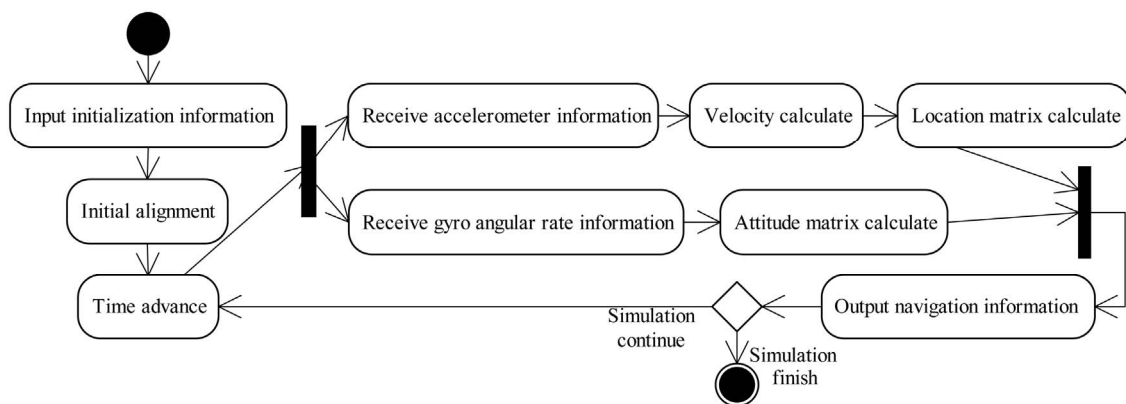 Input initialization information
Receive accelerometer information
Velocity calculate
Location matrix calculate
Initial alignment
Receive gyro angular rate information
Attitude matrix calculate
Time advance
Simulation
continue
Output navigation information
Simulation
finish